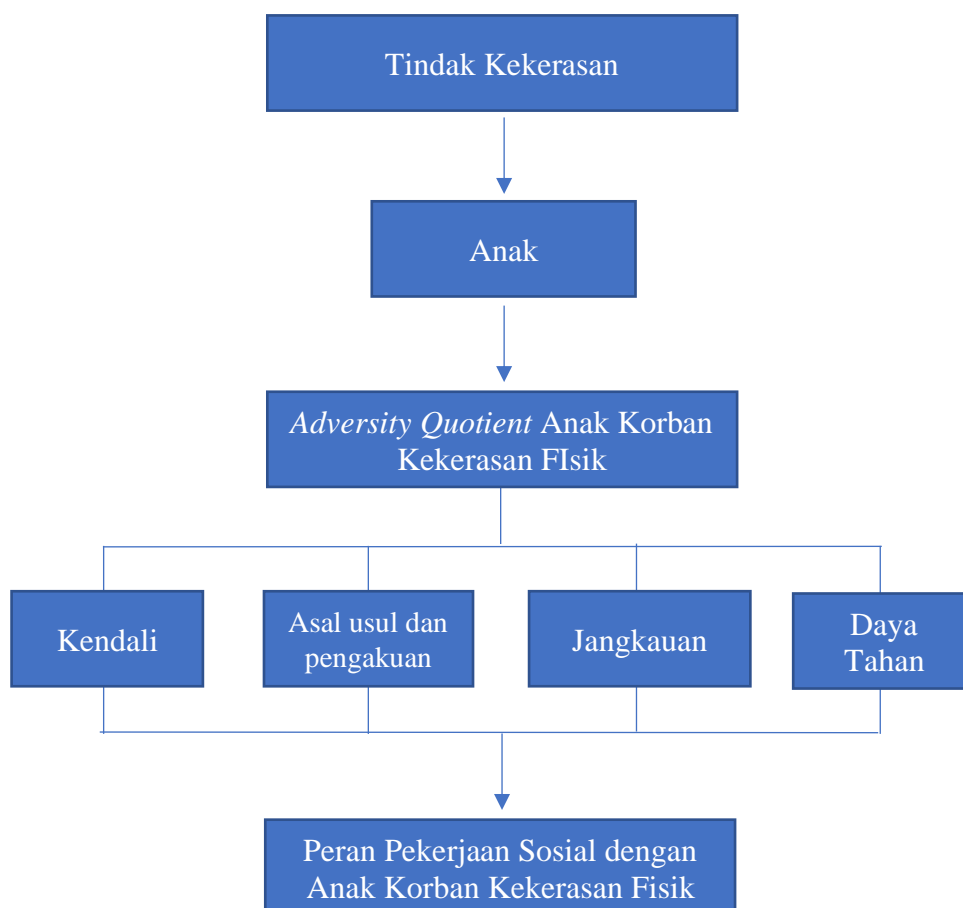 Tindak Kekerasan
Anak
Adversity Quotient Anak Korban
Kekerasan FIsik
Kendali
Asal usul dan
pengakuan
Jangkauan
Daya
Tahan
Peran Pekerjaan Sosial dengan
Anak Korban Kekerasan Fisik